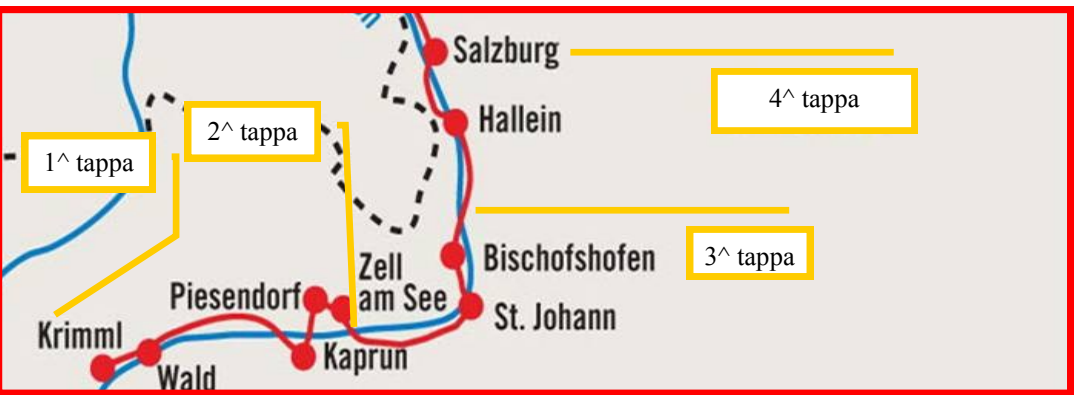 Salzburg
4^ tappa
Hallein
2^ tappa
1^ tappa
Bischofshofen
3^ tappa
Zell
am See
Piesendorf
St. Johann
Krimml
Kaprun
Wald